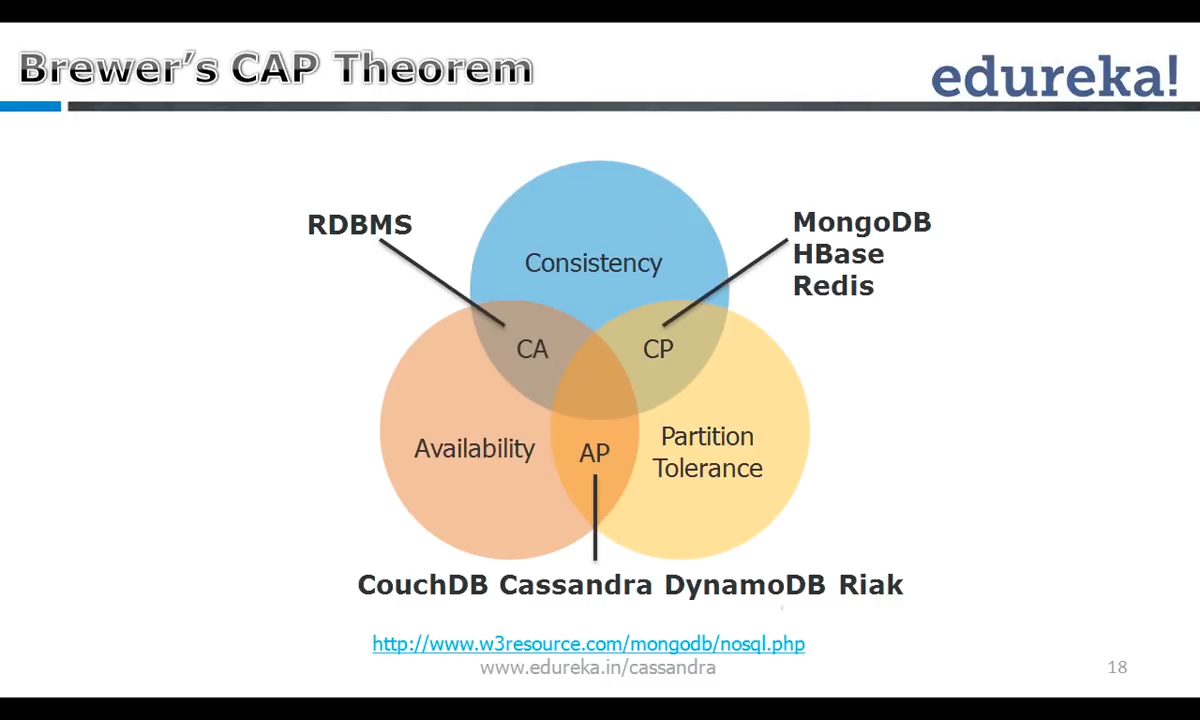 Brewer's CAP Theorem
edureka!
RDBMS
MongoDB
HBase
Redis
Consistency
CA
CP
Availability
AP
Partition
Tolerance
CouchDB Cassandra DynamoDB Riak
http://www.w3resource.com/mongodb/nosql.php
www.edureka.in/cassandra
18